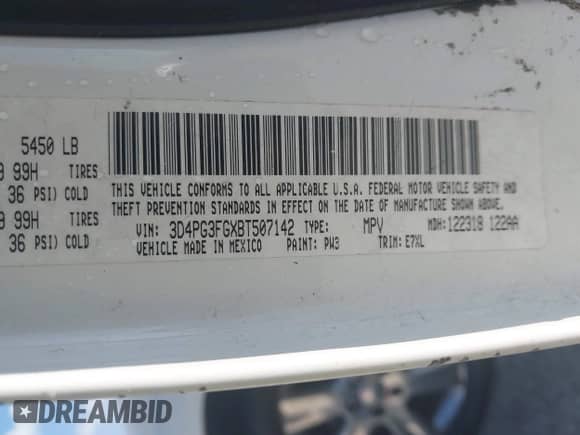 5450 LB
99H TIRES
36 PSI) COLD
99H TIRES
36 PSI) COLD
THIS VEHICLE CONFORMS TO ALL APPLICABLE U.S.A. FEDERAL MOTOR VEHICLE SAFETY AND
THEFT PREVENTION STANDARDS IN EFFECT ON THE DATE OF MANUFACTURE SHOWN ABOVE.
VIN: 3D4PG3FGXBT507142 TYPE: MPV MDH:122318 122AA
VEHICLE MADE IN MEXICO PAINT: PW3 TRIM: E7XL
DREAMBID